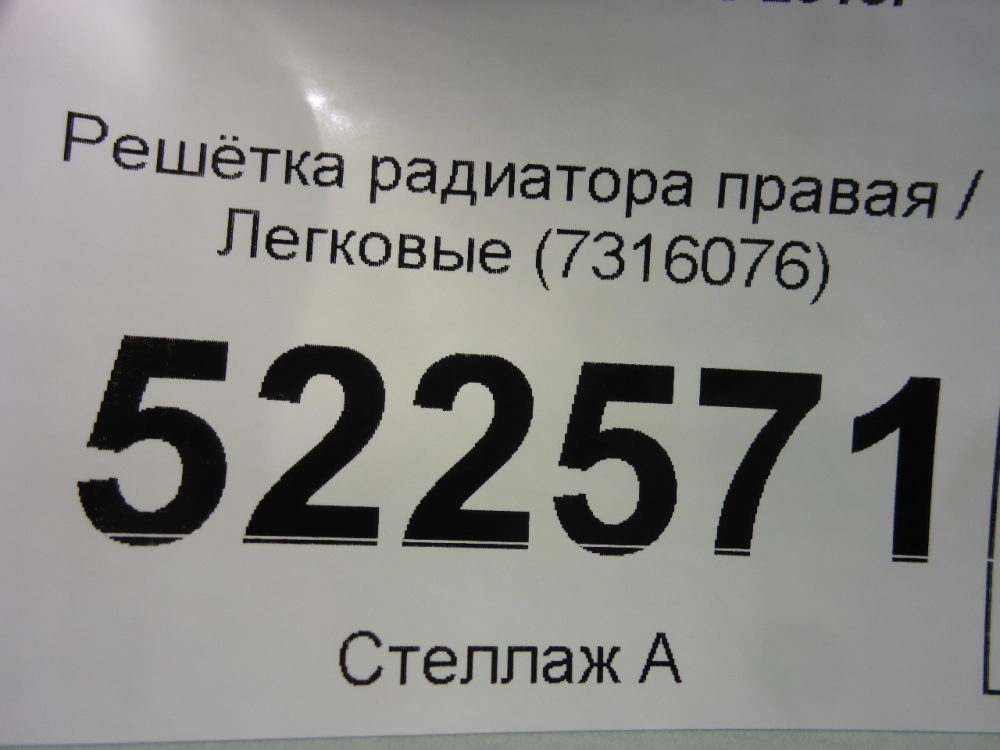 Решётка радиатора правая /
Легковые (7316076)
522571
Стеллаж А